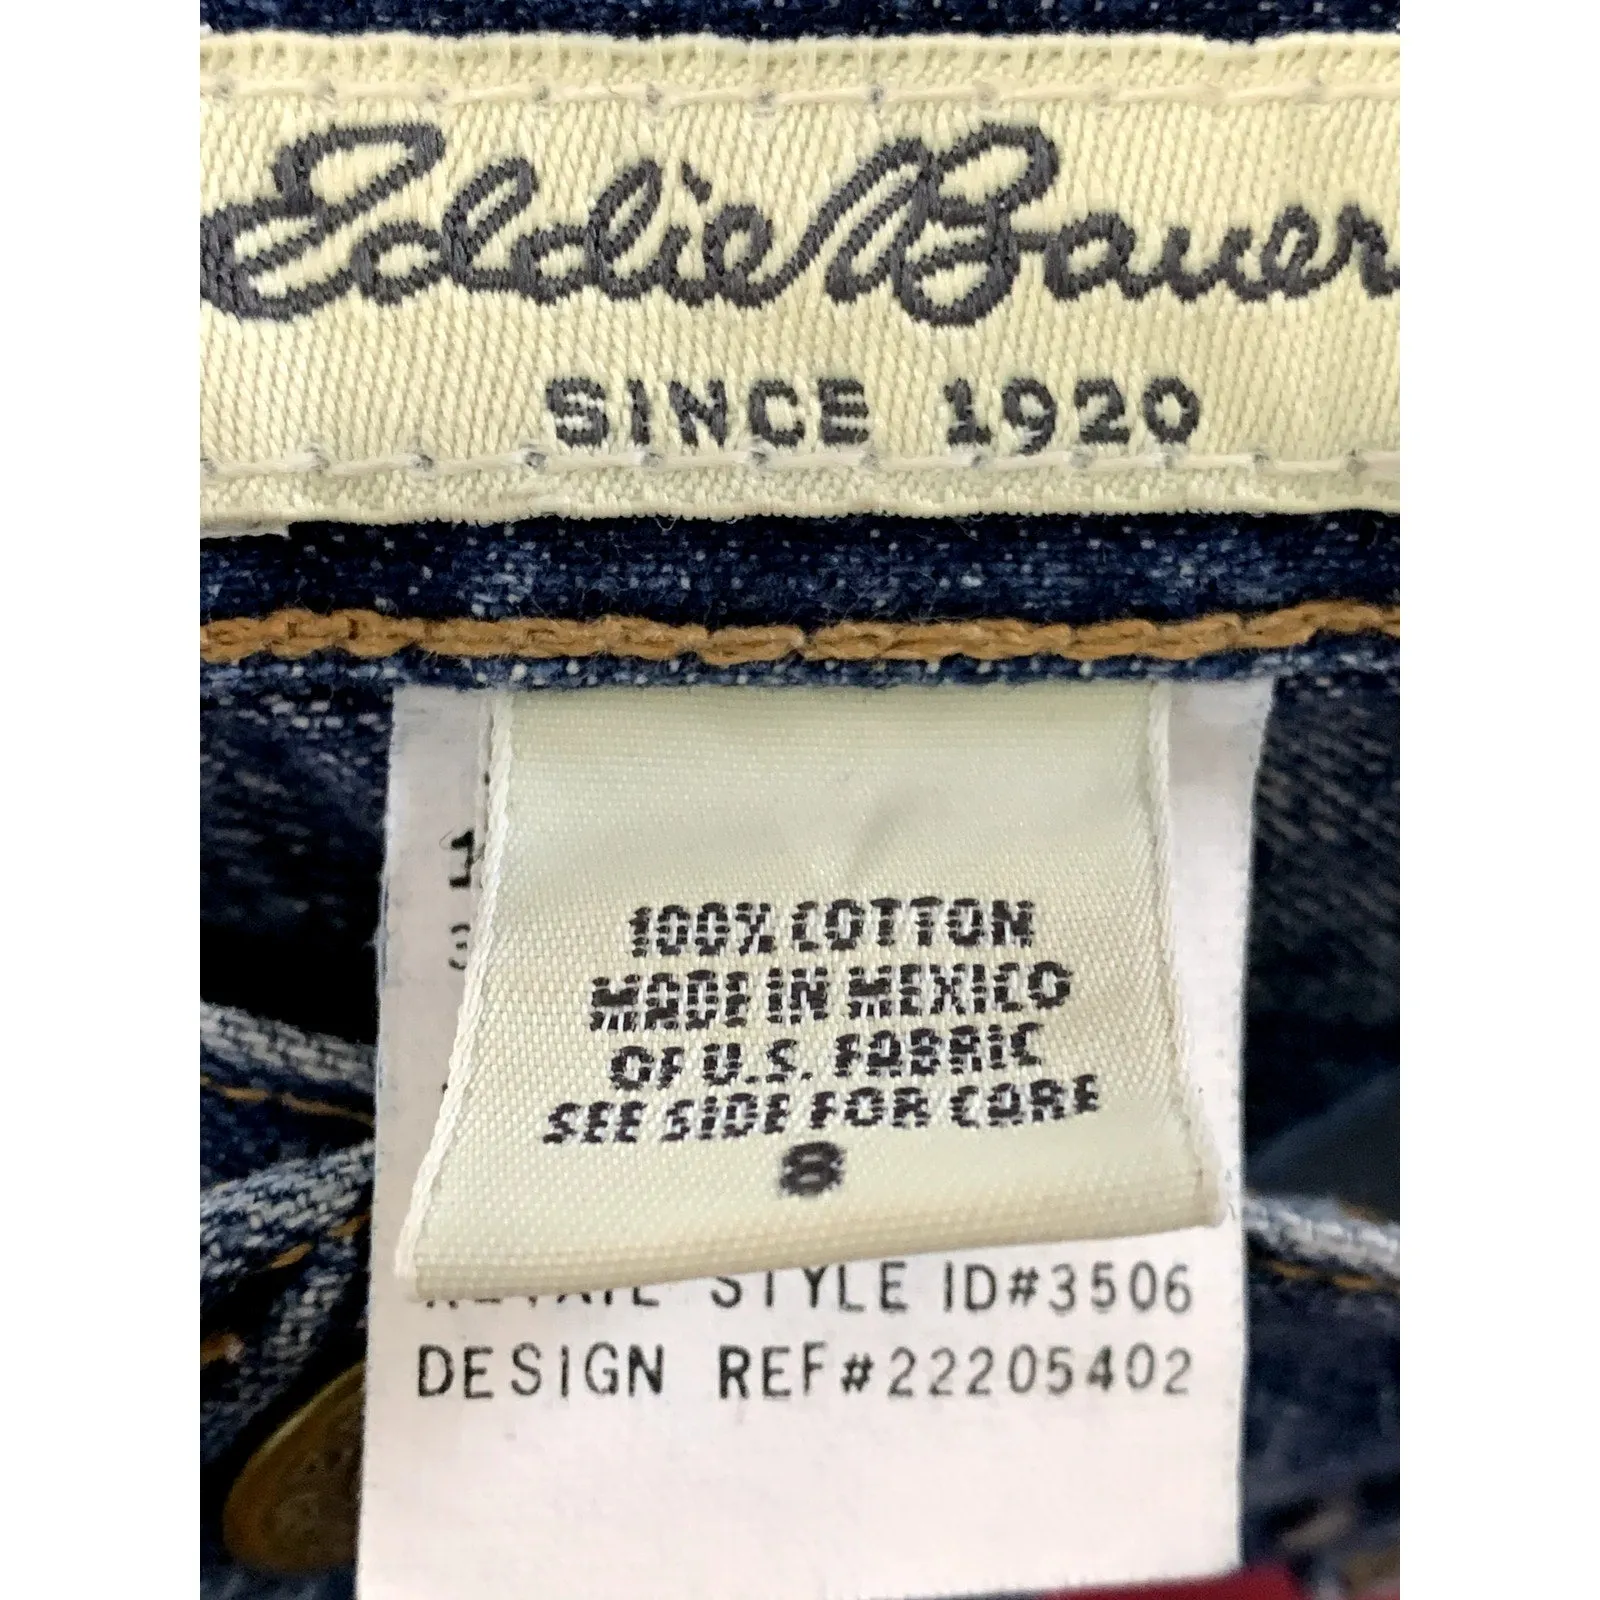 Eddie Bauer
SINCE 1920
100% COTTON
MADE IN MEXICO
OF U.S. FABRIC
SEE SIDE FOR CARE
8
RETAIL STYLE ID#3506
DESIGN REF#22205402